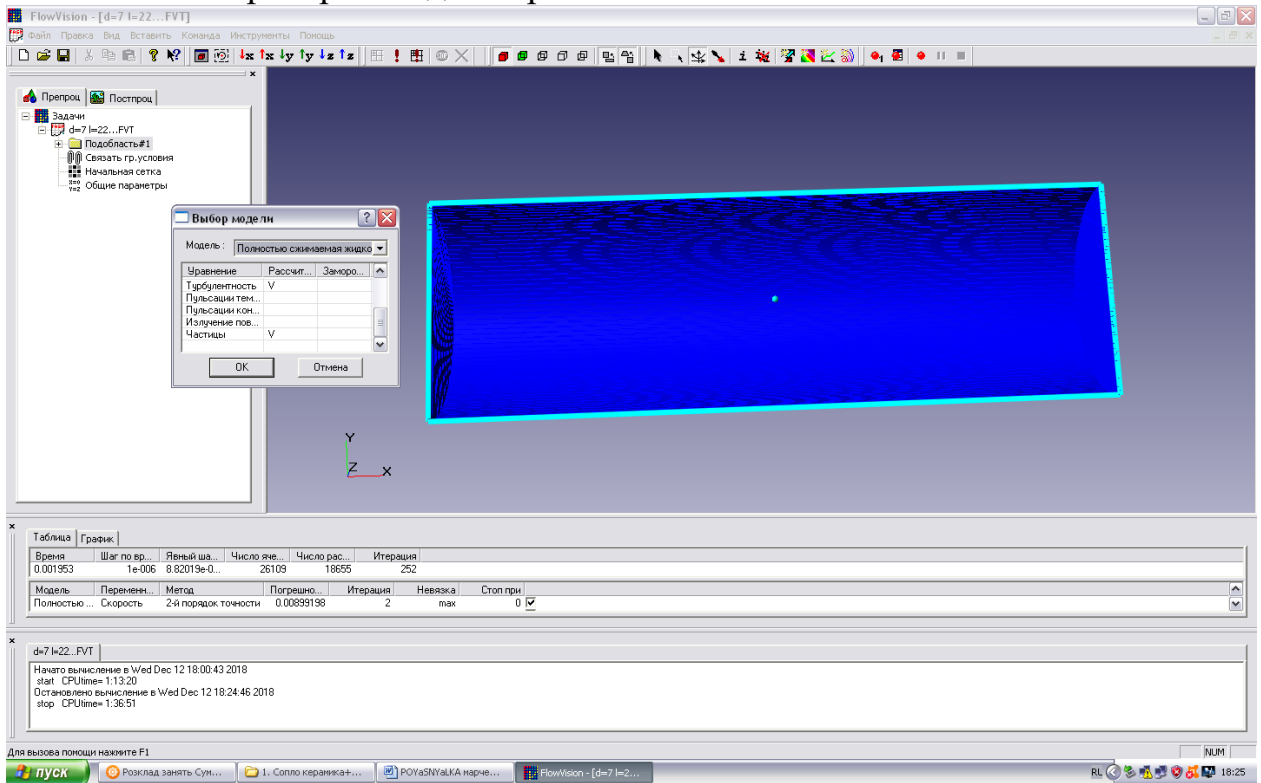 FlowVision - [d=7 l=22...FVT]
Файл Правка Вид Вставить Команда Инструменты Помощь
Препроц Постпроц
Задачи
d=7 l=22...FVT
Подобласть#1
Связать гр.условия
Начальная сетка
Общие параметры
Выбор модели
Модель : Полностью сжимаемая жидко
Уравнение Рассчит... Заморо...
Турбулентность V
Пульсации тем...
Пульсации кон...
Излучение пов...
Частицы V
OK Отмена
Y
Z X
Таблица График
Время Шаг по вр... Явный ша... Число яче... Число рас... Итерация
0.001953 1e-006 8.82019e-0... 26109 18655 252
Модель Переменн... Метод Погрешно... Итерация Невязка Стоп при
Полностью ... Скорость 2-й порядок точности 0.00899198 2 max 0
d=7 l=22...FVT
Начато вычисление в Wed Dec 12 18:00:43 2018
start CPUtime= 1:13:20
Остановлено вычисление в Wed Dec 12 18:24:46 2018
stop CPUtime= 1:36:51
Для вызова помощи нажмите F1
NUM
пуск Розклад занять Сум... 1. Сопло керамика+... POYaSNYaLKA нарче... FlowVision - [d=7 l=2... RL 18:25